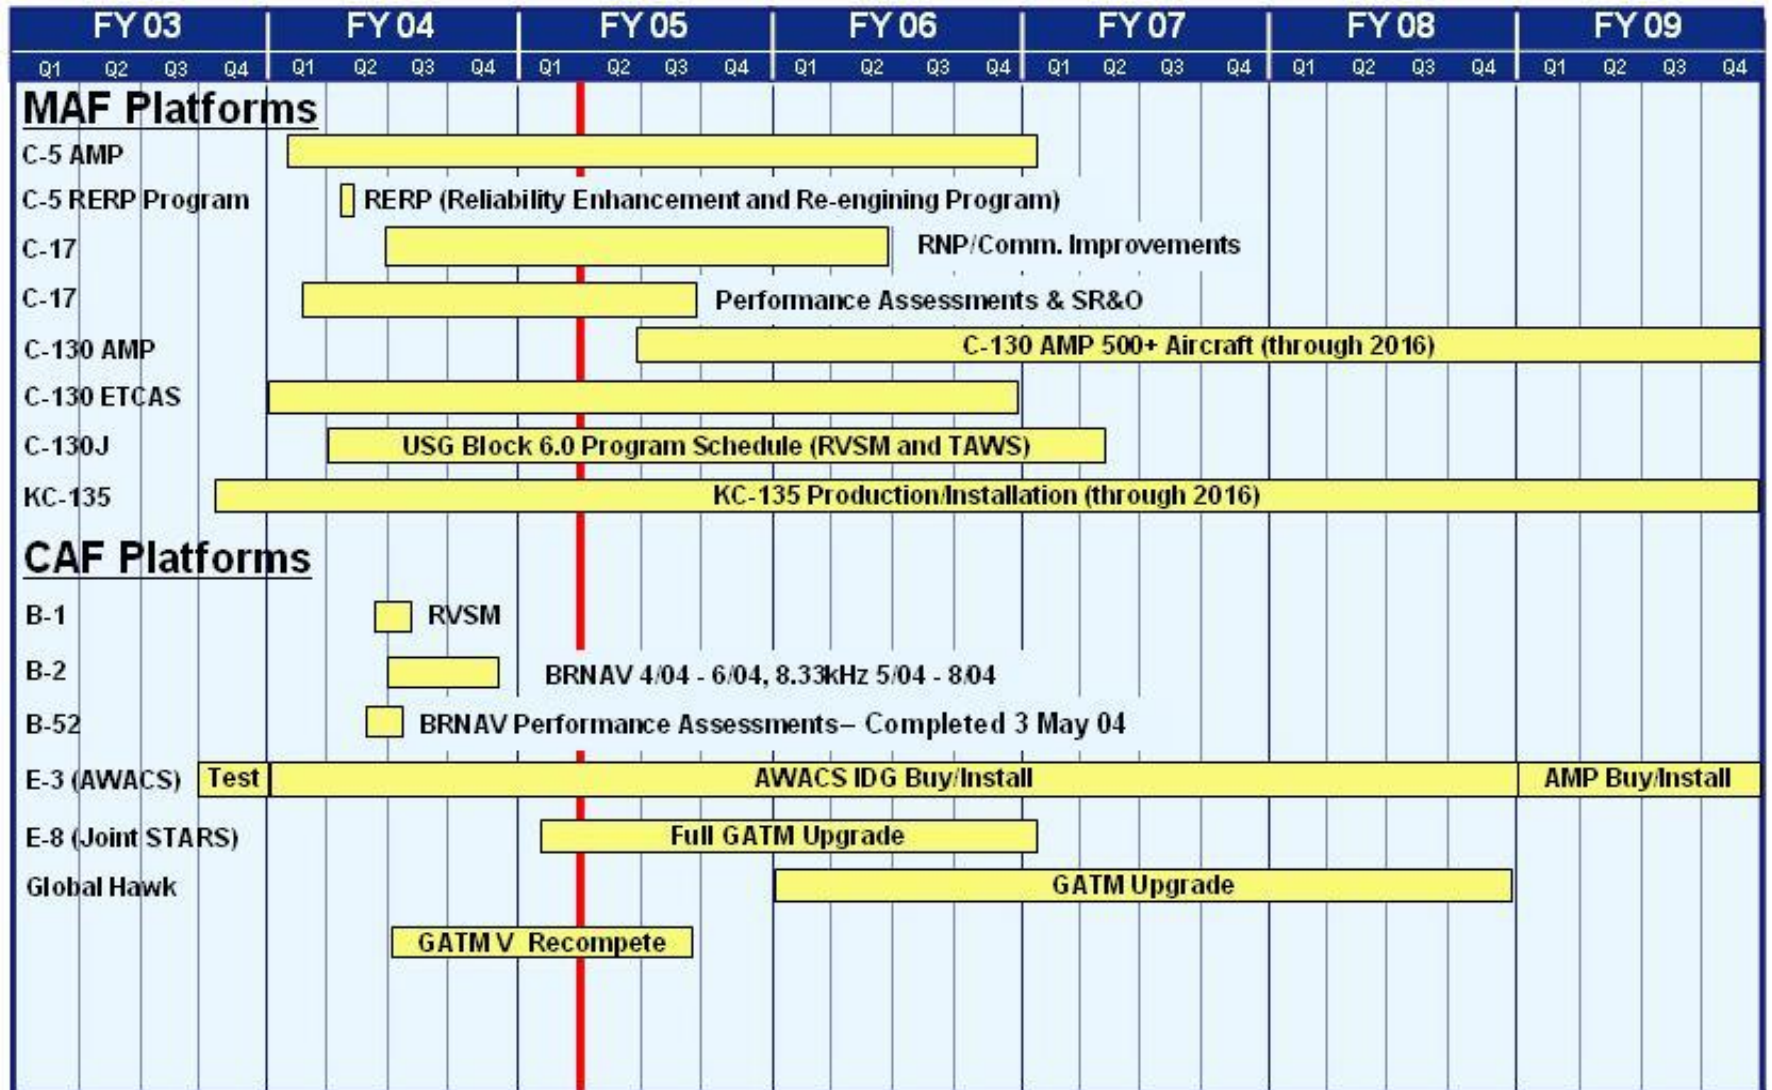 FY 03 FY 04 FY 05 FY 06 FY 07 FY 08 FY 09
Q1 Q2 Q3 Q4 Q1 Q2 Q3 Q4 Q1 Q2 Q3 Q4 Q1 Q2 Q3 Q4 Q1 Q2 Q3 Q4 Q1 Q2 Q3 Q4 Q1 Q2 Q3 Q4
MAF Platforms
C-5 AMP
C-5 RERP Program RERP (Reliability Enhancement and Re-engining Program)
C-17 RNP/Comm. Improvements
C-17 Performance Assessments & SR&O
C-130 AMP C-130 AMP 500+ Aircraft (through 2016)
C-130 ETCAS
C-130J USG Block 6.0 Program Schedule (RVSM and TAWS)
KC-135 KC-135 Production/Installation (through 2016)
CAF Platforms
B-1 RVSM
B-2 BRNAV 4/04 - 6/04, 8.33kHz 5/04 - 8/04
B-52 BRNAV Performance Assessments– Completed 3 May 04
E-3 (AWACS) Test AWACS IDG Buy/Install AMP Buy/Install
E-8 (Joint STARS) Full GATM Upgrade
Global Hawk GATM Upgrade
GATM V Recompete